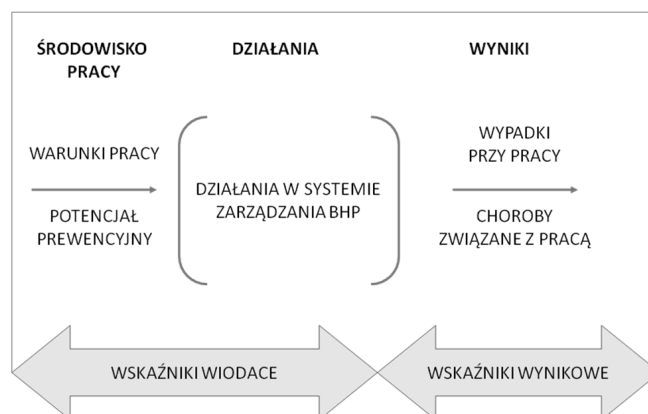 ŚRODOWISKO
PRACY
DZIAŁANIA
WYNIKI
WARUNKI PRACY
POTENCJAŁ
PREWENCYJNY
DZIAŁANIA W SYSTEMIE
ZARZĄDZANIA BHP
WYPADKI
PRZY PRACY
CHOROBY
ZWIĄZANE Z PRACĄ
WSKAŹNIKI WIODACE
WSKAŹNIKI WYNIKOWE